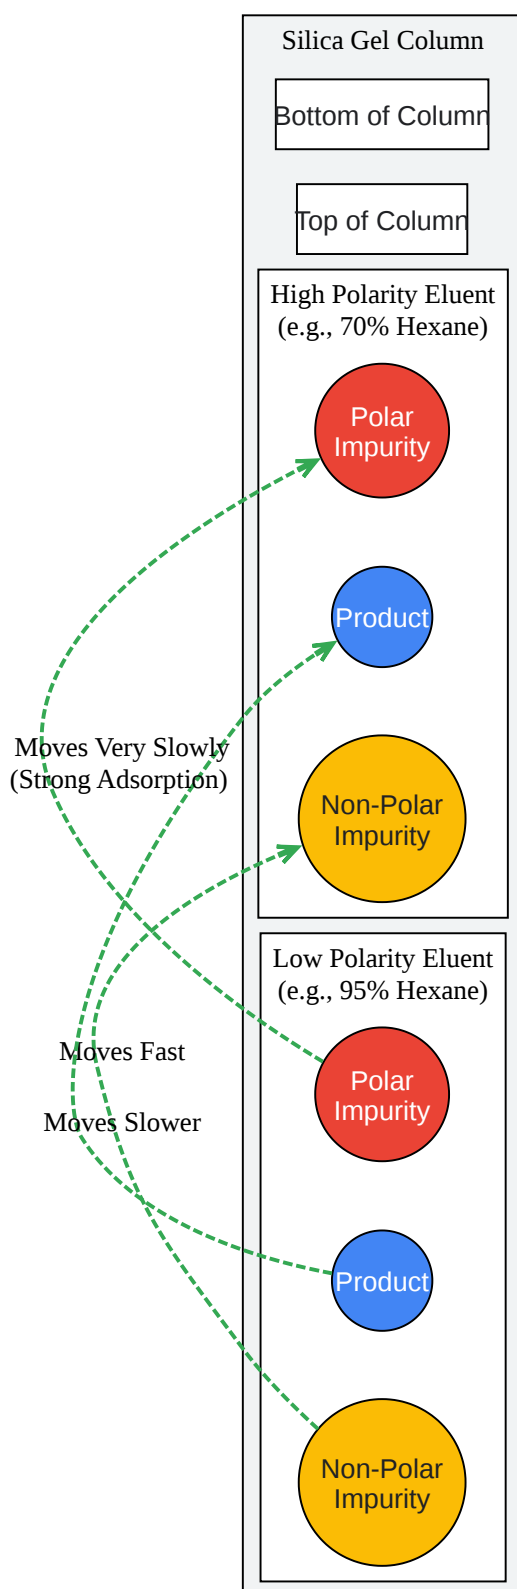 Silica Gel Column
Bottom of Column
Top of Column
High Polarity Eluent
(e.g., 70% Hexane)
Polar
Impurity
Product
Moves Very Slowly
(Strong Adsorption)
Non-Polar
Impurity
Low Polarity Eluent
(e.g., 95% Hexane)
Moves Fast
Polar
Impurity
Moves Slower
Product
Non-Polar
Impurity